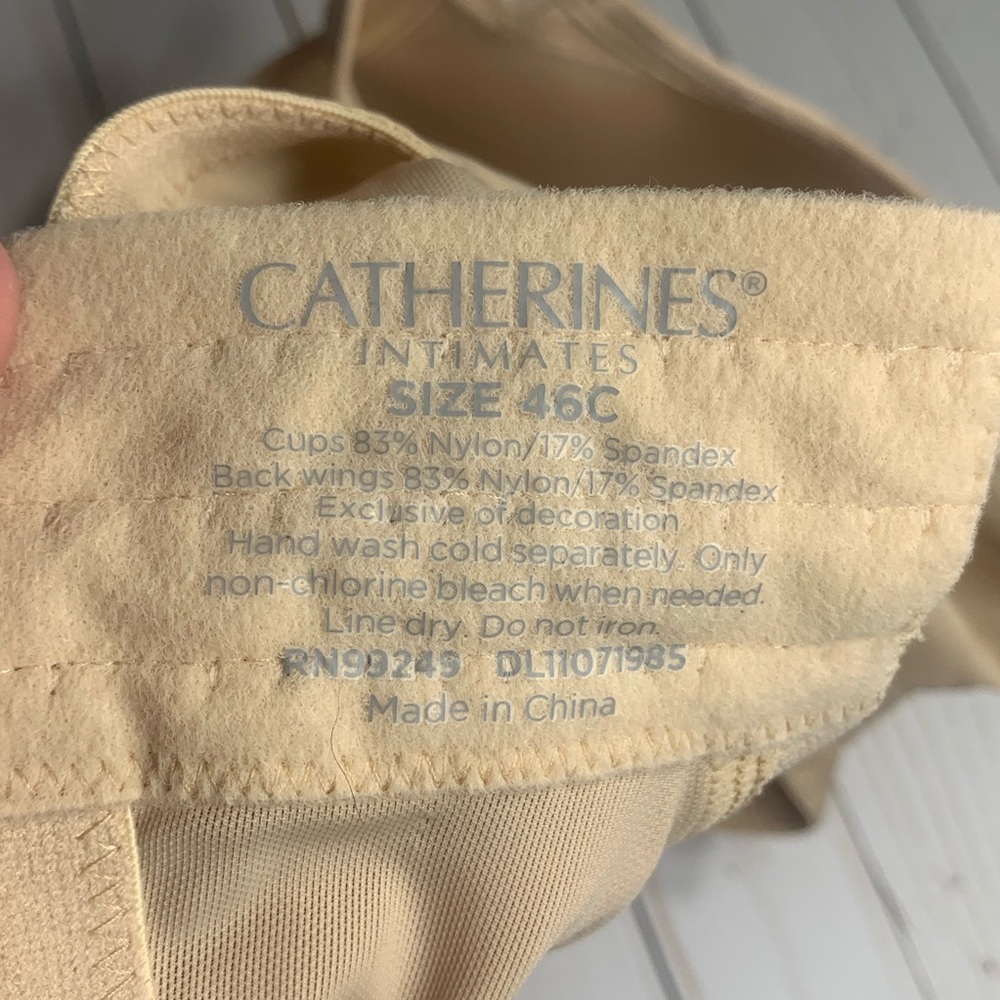 CATHERINES®
INTIMATES
SIZE 46C
Cups 83% Nylon/17% Spandex
Back wings 83% Nylon/17% Spandex
Exclusive of decoration
Hand wash cold separately. Only
non-chlorine bleach when needed.
Line dry. Do not iron.
RN99249 DL11071985
Made in China